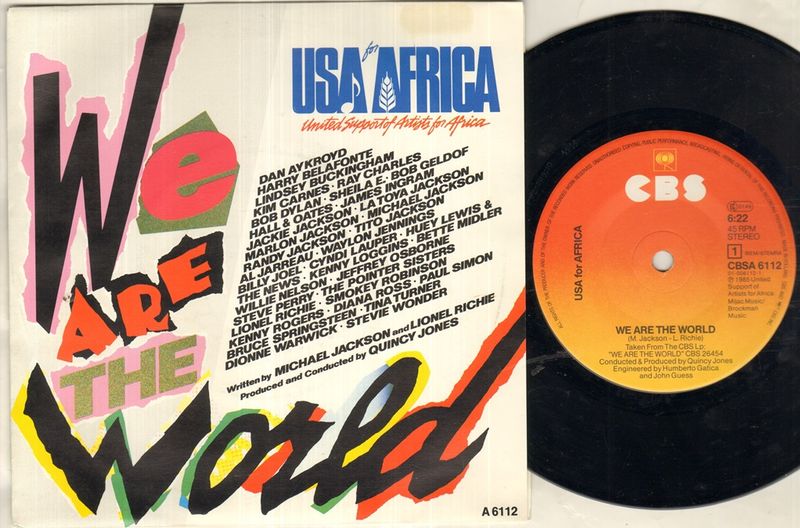 We
ARE
THE
World
USA for AFRICA
United Support of Artists for Africa
DAN AYKROYD
HARRY BELAFONTE
LINDSEY BUCKINGHAM
KIM CARNES • RAY CHARLES
BOB DYLAN • SHEILA E • BOB GELDOF
HALL & OATES • JAMES INGRAM
JACKIE JACKSON • LA TOYA JACKSON
MARLON JACKSON • MICHAEL JACKSON
RANDY JACKSON • TITO JACKSON
AL JARREAU • WAYLON JENNINGS
BILLY JOEL • CYNDI LAUPER • HUEY LEWIS &
THE NEWS • KENNY LOGGINS • BETTE MIDLER
WILLIE NELSON • JEFFREY OSBORNE
STEVE PERRY • THE POINTER SISTERS
LIONEL RICHIE • SMOKEY ROBINSON
KENNY ROGERS • DIANA ROSS • PAUL SIMON
BRUCE SPRINGSTEEN • TINA TURNER
DIONNE WARWICK • STEVIE WONDER
Written by MICHAEL JACKSON and LIONEL RICHIE
Produced and Conducted by QUINCY JONES
A 6112
CBS
USA for AFRICA
6:22
45 RPM
STEREO
1 BIEM/STEMRA
CBSA 6112
℗ 1985 United
Support of
Artists for Africa
Mijac Music/
Brockman
Music
WE ARE THE WORLD
(M. Jackson - L. Richie)
Taken From The CBS Lp:
"WE ARE THE WORLD" CBS 26454
Conducted & Produced by Quincy Jones
Engineered by Humberto Gatica
and John Guess